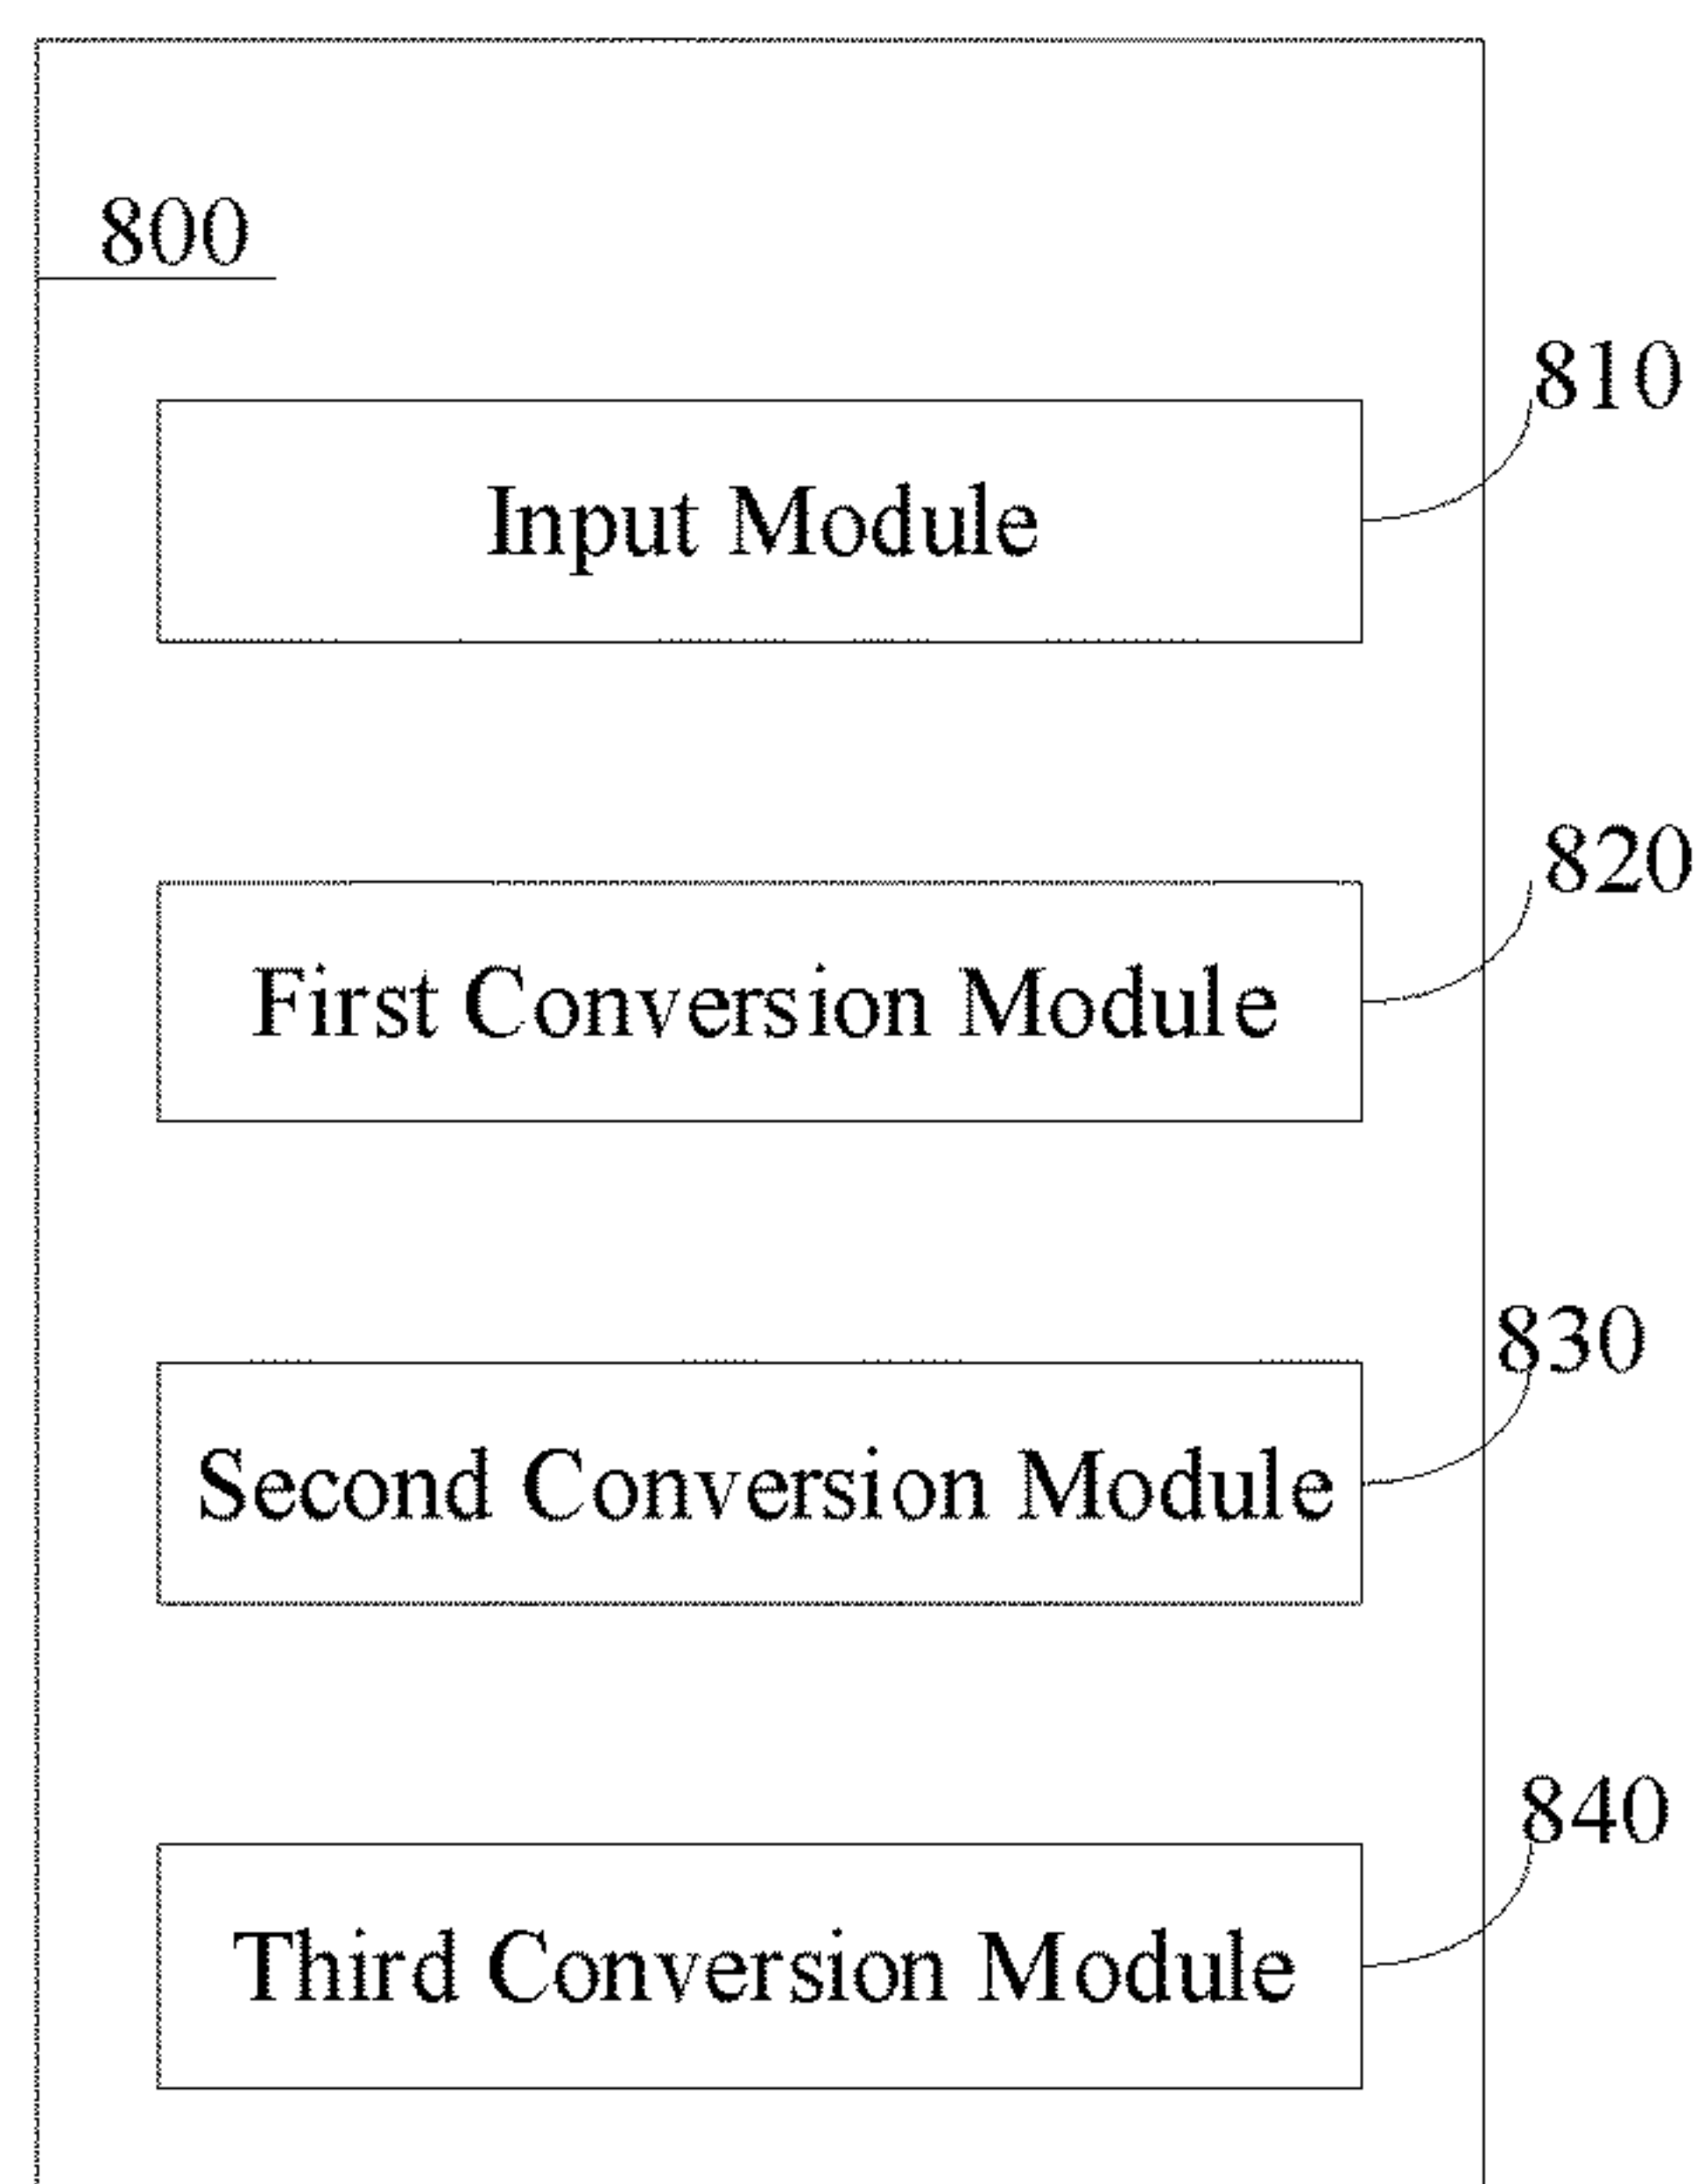 800
810
Input Module
820
First Conversion Module
830
Second Conversion Module
840
Third Conversion Module